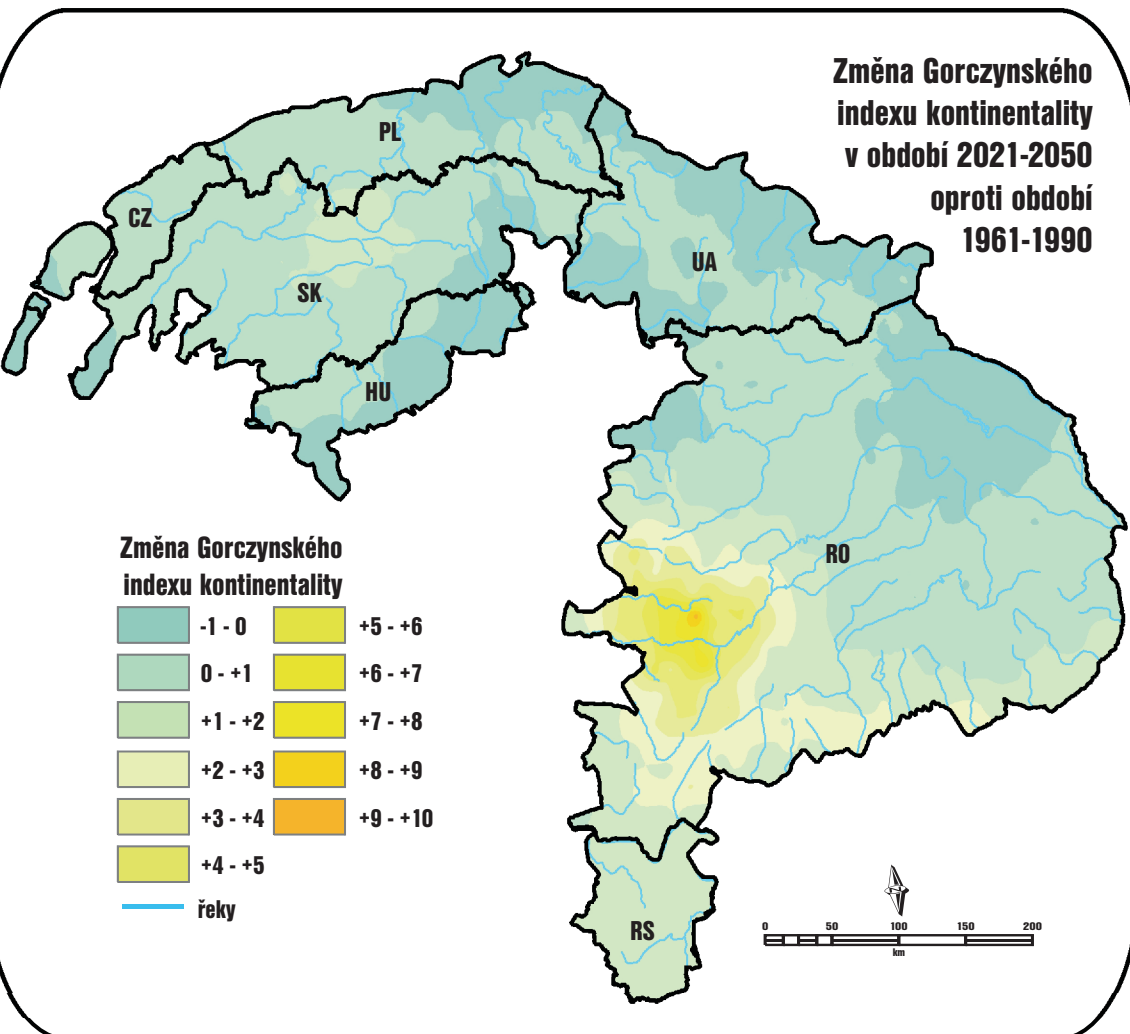 Změna Gorczynského
indexu kontinentality
v období 2021-2050
oproti období
1961-1990
PL
CZ
SK
UA
HU
RO
RS
Změna Gorczynského
indexu kontinentality
-1 - 0
0 - +1
+1 - +2
+2 - +3
+3 - +4
+4 - +5
+5 - +6
+6 - +7
+7 - +8
+8 - +9
+9 - +10
řeky
0 50 100 150 200
km